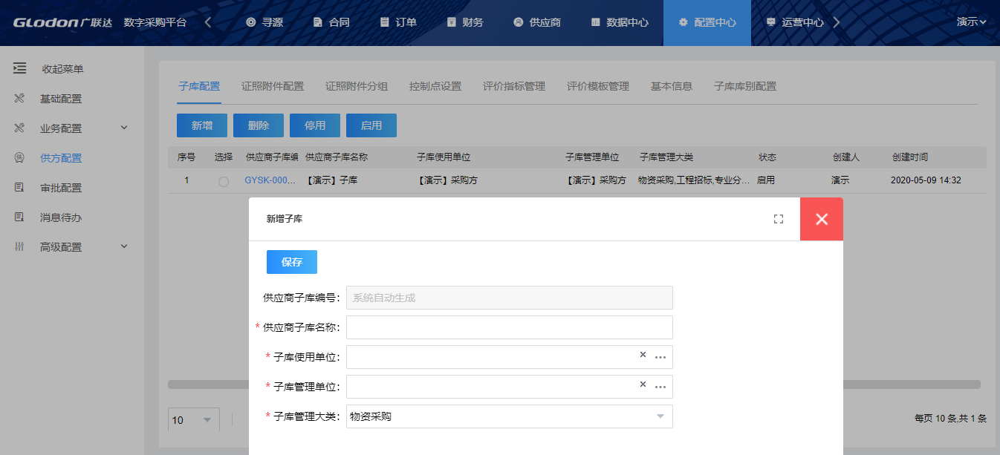 GLodon广联达 数字采购平台 寻源 合同 订单 财务 供应商 数据中心 配置中心 运营中心 演示
收起菜单
基础配置
业务配置
供方配置
审批配置
消息待办
高级配置
子库配置 证照附件配置 证照附件分组 控制点设置 评价指标管理 评价模板管理 基本信息 子库库别配置
新增 删除 停用 启用
序号 选择 供应商子库编 供应商子库名称 子库使用单位 子库管理单位 子库管理大类 状态 创建人 创建时间
1 GYSK-000... 【演示】子库 【演示】采购方 【演示】采购方 物资采购,工程招标,专业分... 启用 演示 2020-05-09 14:32
新增子库
保存
供应商子库编号: 系统自动生成
* 供应商子库名称:
* 子库使用单位: × ...
* 子库管理单位: × ...
* 子库管理大类: 物资采购
10 每页 10 条,共 1 条